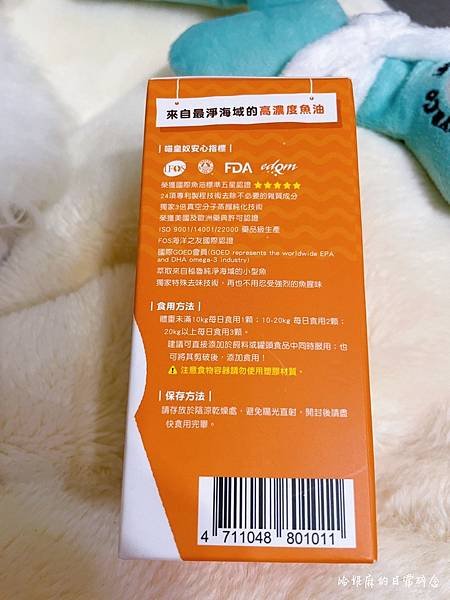 來自最淨海域的高濃度魚油
| 喵皇奴安心指標 |
IFOS FDA edqm
榮獲國際魚油標準五星認證 ★★★★★
24項專利製程技術去除不必要的雜質成分
獨家3倍真空分子蒸餾純化技術
榮獲美國及歐洲藥典許可認證
ISO 9001/14001/22000 藥品級生產
FOS海洋之友國際認證
國際GOED會員(GOED represents the worldwide EPA
and DHA omega-3 industry)
萃取來自秘魯純淨海域的小型魚
獨家特殊去味技術，再也不用忍受強烈的魚腥味
| 食用方法 |
體重未滿10kg每日食用1顆；10-20kg 每日食用2顆；
20kg以上每日食用3顆。
建議可直接添加於飼料或罐頭食品中同時服用；也
可將其剪破後，添加食用！
注意食物容器請勿使用塑膠材質。
| 保存方法 |
請存放於陰涼乾燥處，避免陽光直射，開封後請盡
快食用完畢。
4 711048 801011